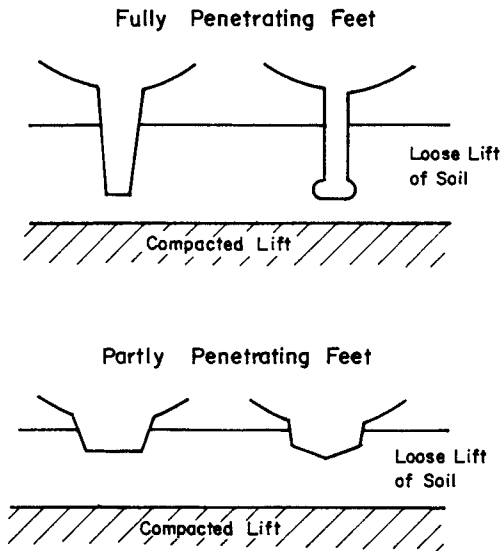 Fully Penetrating Feet
Loose Lift
of Soil
Compacted Lift
Partly Penetrating Feet
Loose Lift
of Soil
Compacted Lift